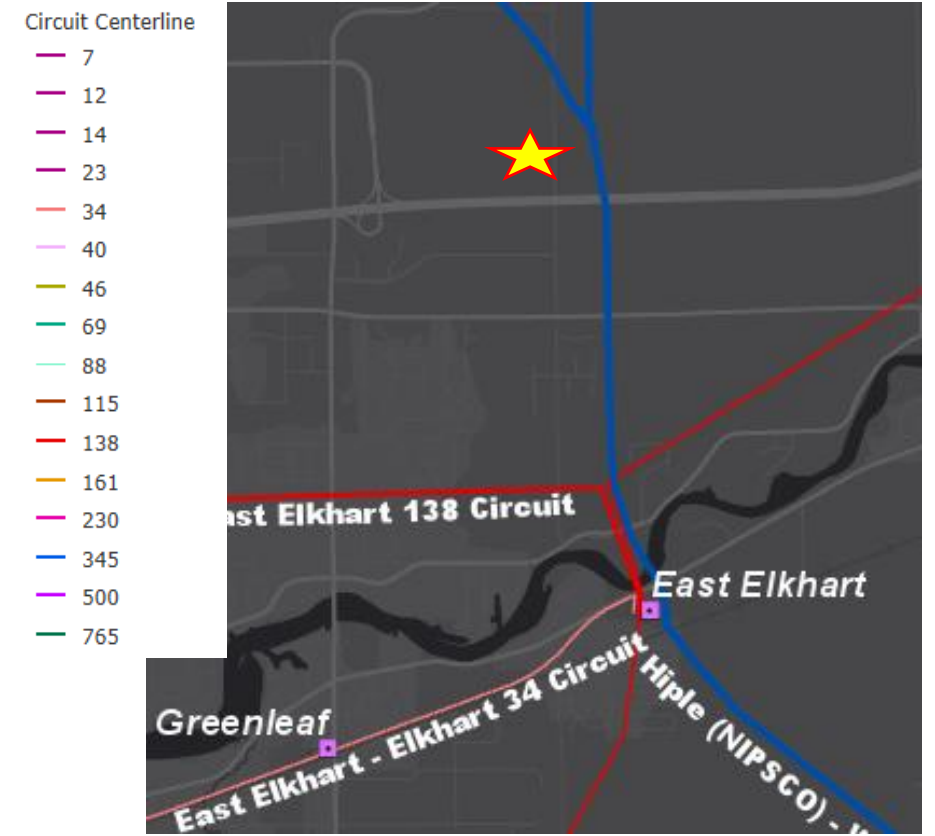 Circuit Centerline
7
12
14
23
34
40
46
69
88
115
138
161
230
345
500
765
ast Elkhart 138 Circuit
East Elkhart
Greenleaf
East Elkhart - Elkhart 34 Circuit
Hiple (NIPSCO) -